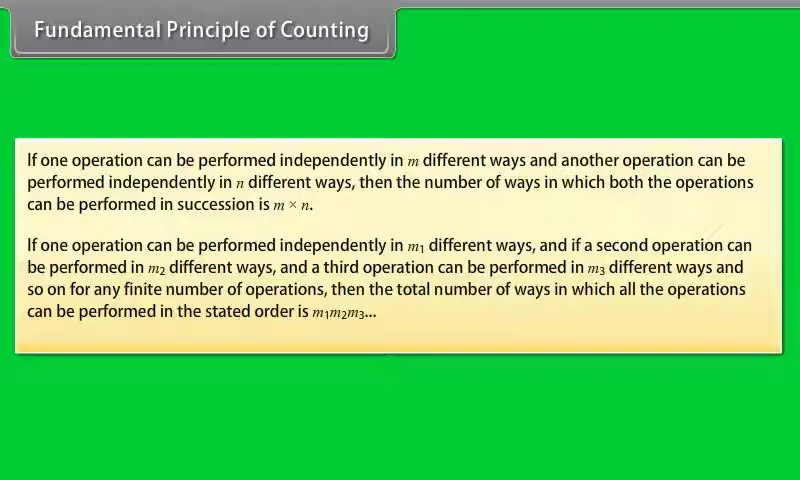 Fundamental Principle of Counting
If one operation can be performed independently in m different ways and another operation can be
performed independently in n different ways, then the number of ways in which both the operations
can be performed in succession is m × n.
If one operation can be performed independently in m₁ different ways, and if a second operation can
be performed in m₂ different ways, and a third operation can be performed in m₃ different ways and
so on for any finite number of operations, then the total number of ways in which all the operations
can be performed in the stated order is m₁m₂m₃...